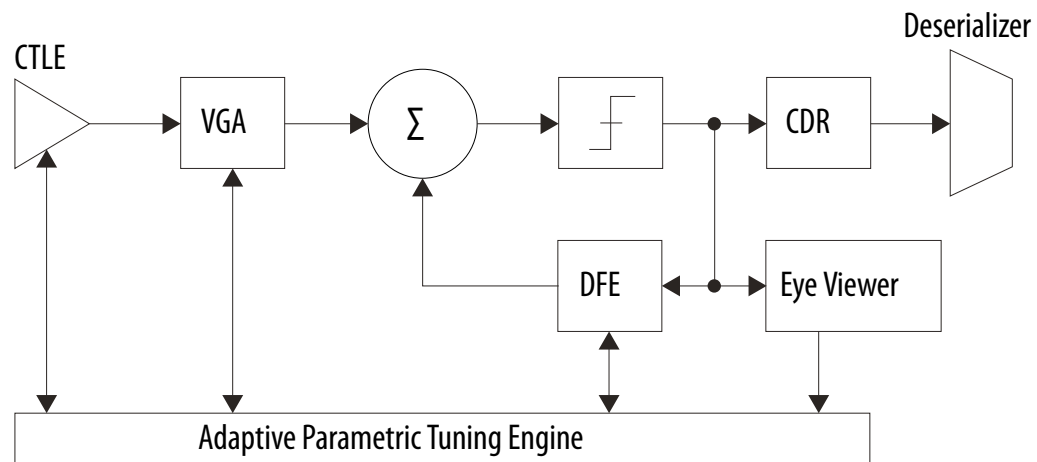 Deserializer
CTLE
VGA
Σ
CDR
DFE
Eye Viewer
Adaptive Parametric Tuning Engine